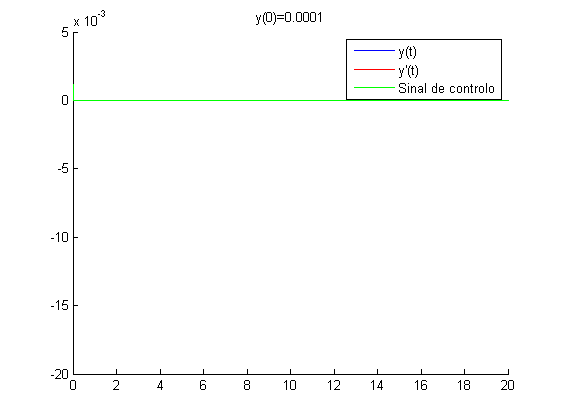 y(0)=0.0001
x 10-3
5
y(t)
y'(t)
Sinal de controlo
0
-5
-10
-15
-20
0 2 4 6 8 10 12 14 16 18 20